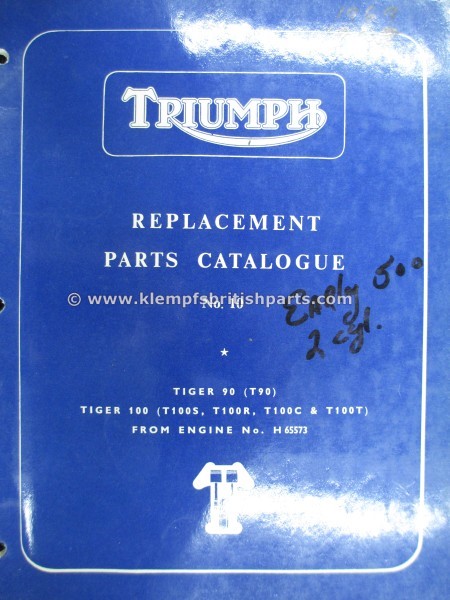 TRIUMPH
REPLACEMENT
PARTS CATALOGUE
© www.klempfsbritishparts.com
No. 10
Early 500
2 cyl.
TIGER 90 (T90)
TIGER 100 (T100S, T100R, T100C & T100T)
FROM ENGINE No. H 65573